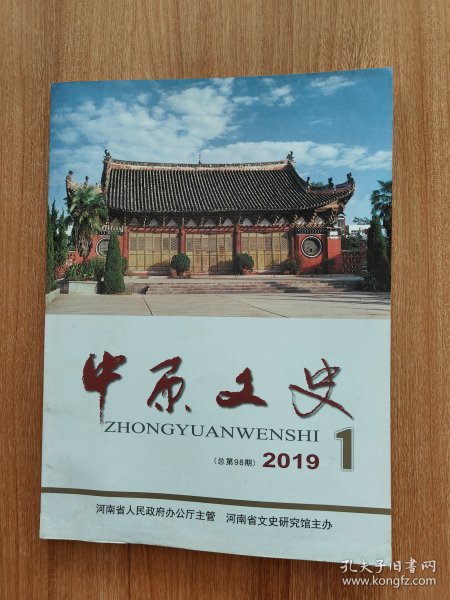 中原文史
ZHONGYUANWENSHI
(总第98期) 2019 1
河南省人民政府办公厅主管 河南省文史研究馆主办
孔夫子旧书网
www.kongfz.com